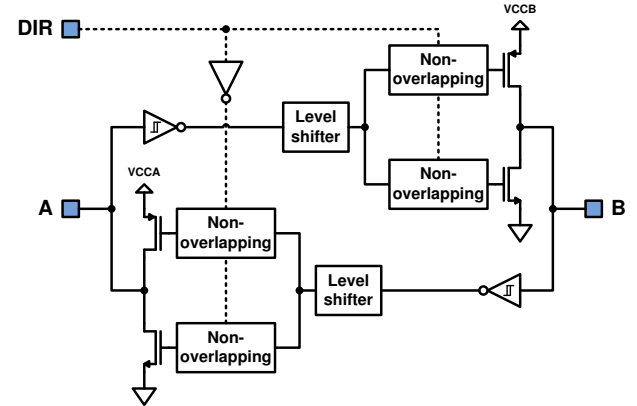 VCCB
DIR
Non-
overlapping
Level
shifter
Non-
overlapping
VCCA
A
B
Non-
overlapping
Level
shifter
Non-
overlapping